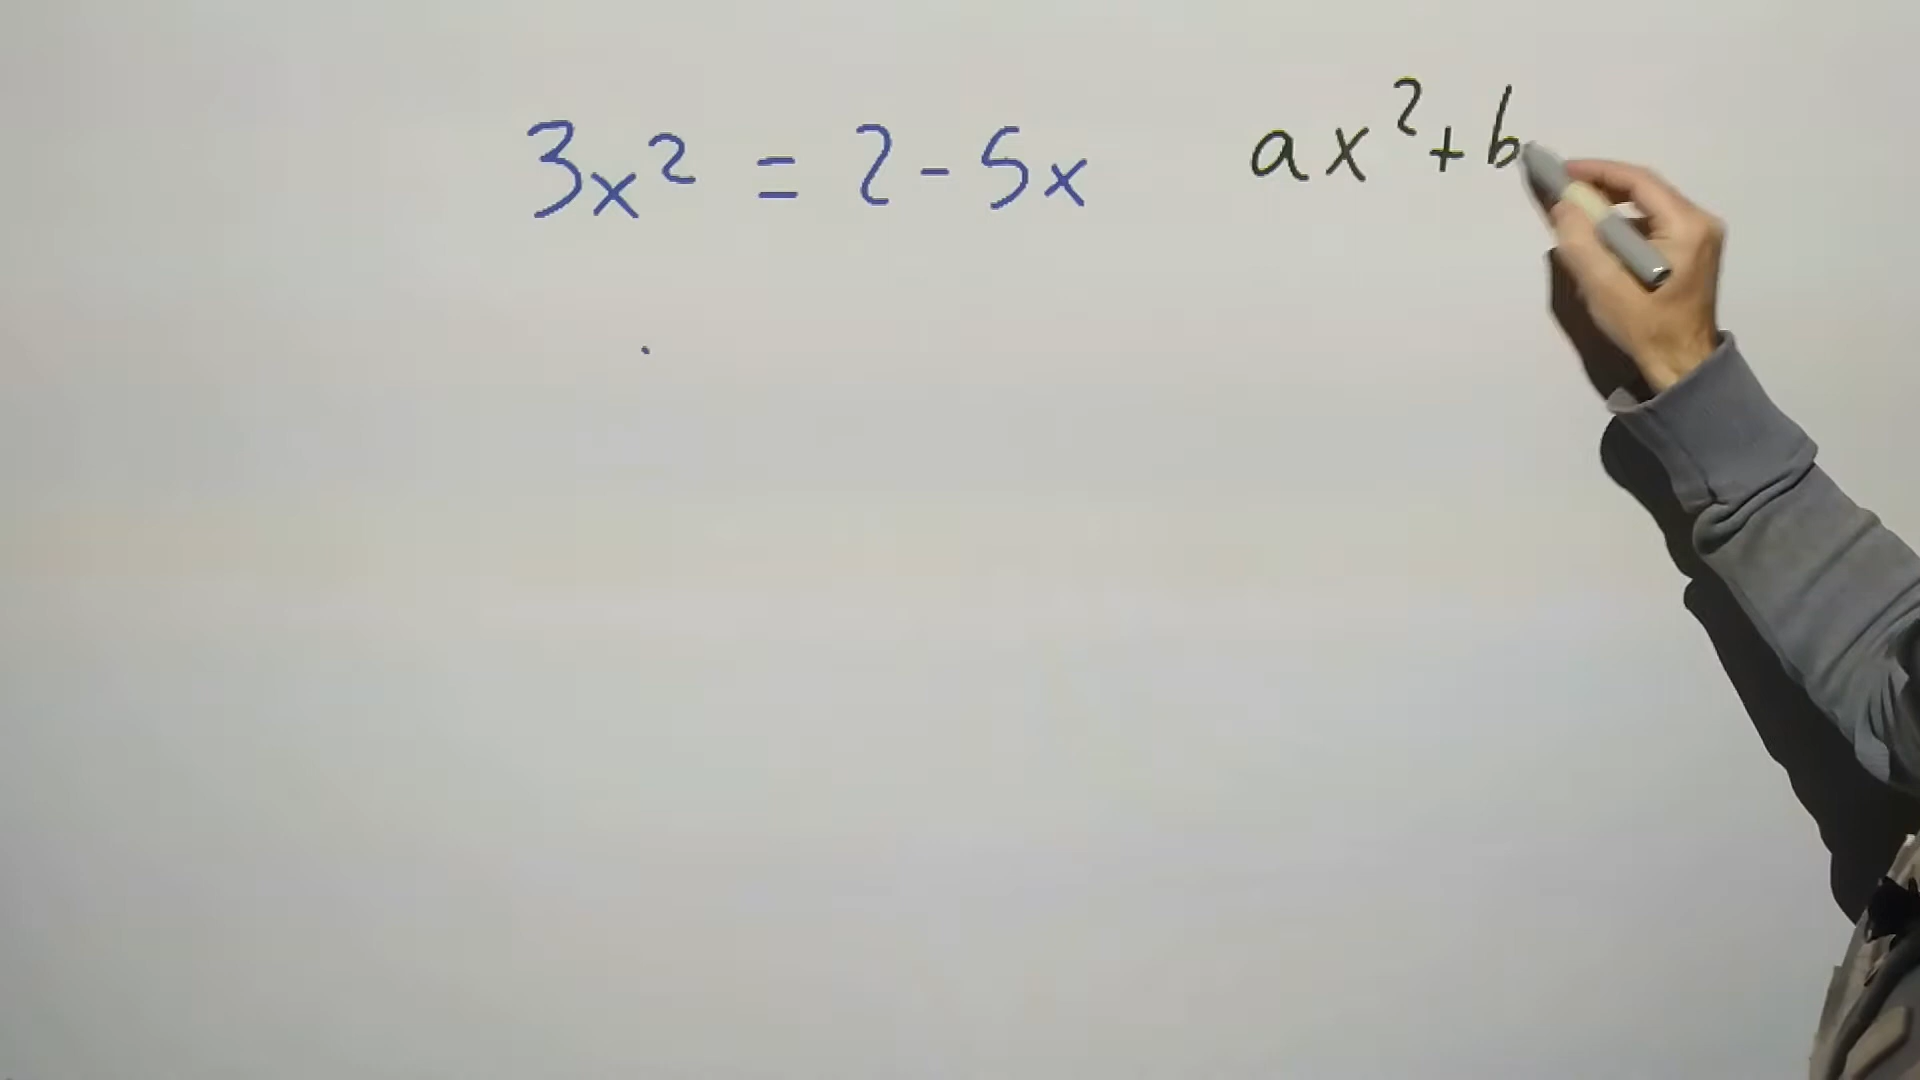 3x² = 2 - 5x
ax² + b